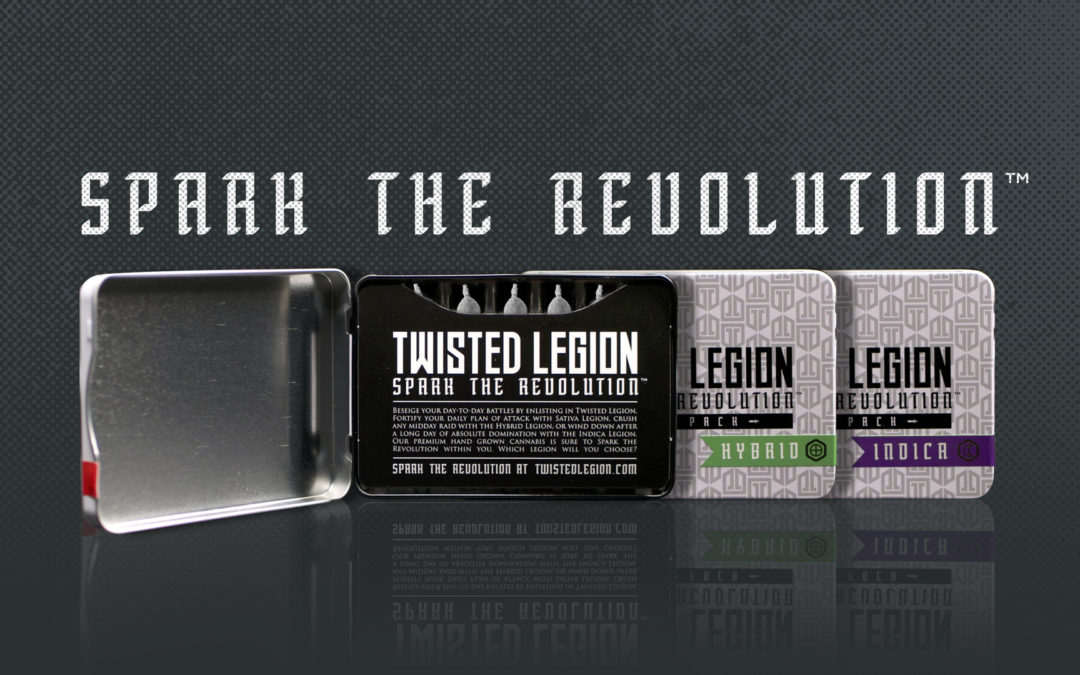 SPARK THE REVOLUTION™
TWISTED LEGION
SPARK THE REVOLUTION™
BESEIGE YOUR DAY-TO-DAY BATTLES BY ENLISTING IN TWISTED LEGION.
FORTIFY YOUR DAILY PLAN OF ATTACK WITH SATIVA LEGION, CRUSH
ANY MIDDAY RAID WITH THE HYBRID LEGION, OR WIND DOWN AFTER
A LONG DAY OF ABSOLUTE DOMINATION WITH THE INDICA LEGION.
OUR PREMIUM HAND GROWN CANNABIS IS SURE TO SPARK THE
REVOLUTION WITHIN YOU. WHICH LEGION WILL YOU CHOOSE?
SPARK THE REVOLUTION AT TWISTEDLEGION.COM
LEGION
REVOLUTION™
PACK
HYBRID
LEGION
REVOLUTION™
PACK
INDICA